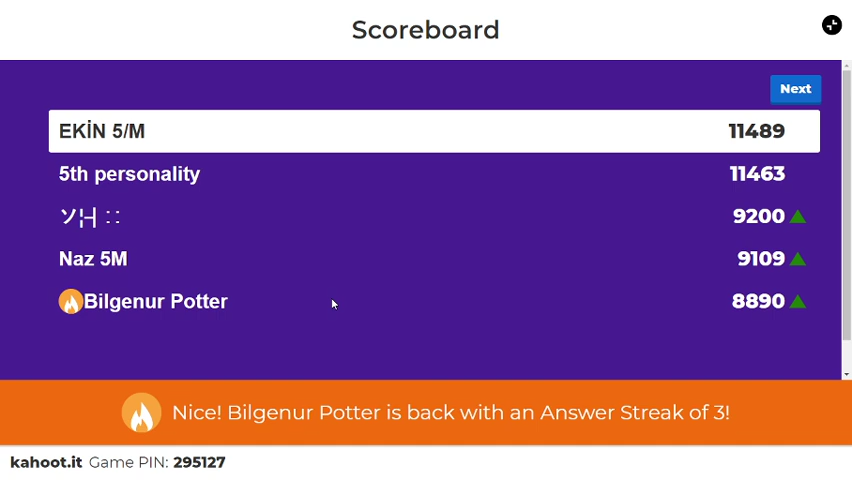 Scoreboard
Next
EKİN 5/M 11489
5th personality 11463
9200
Naz 5M 9109
Bilgenur Potter 8890
Nice! Bilgenur Potter is back with an Answer Streak of 3!
kahoot.it Game PIN: 295127